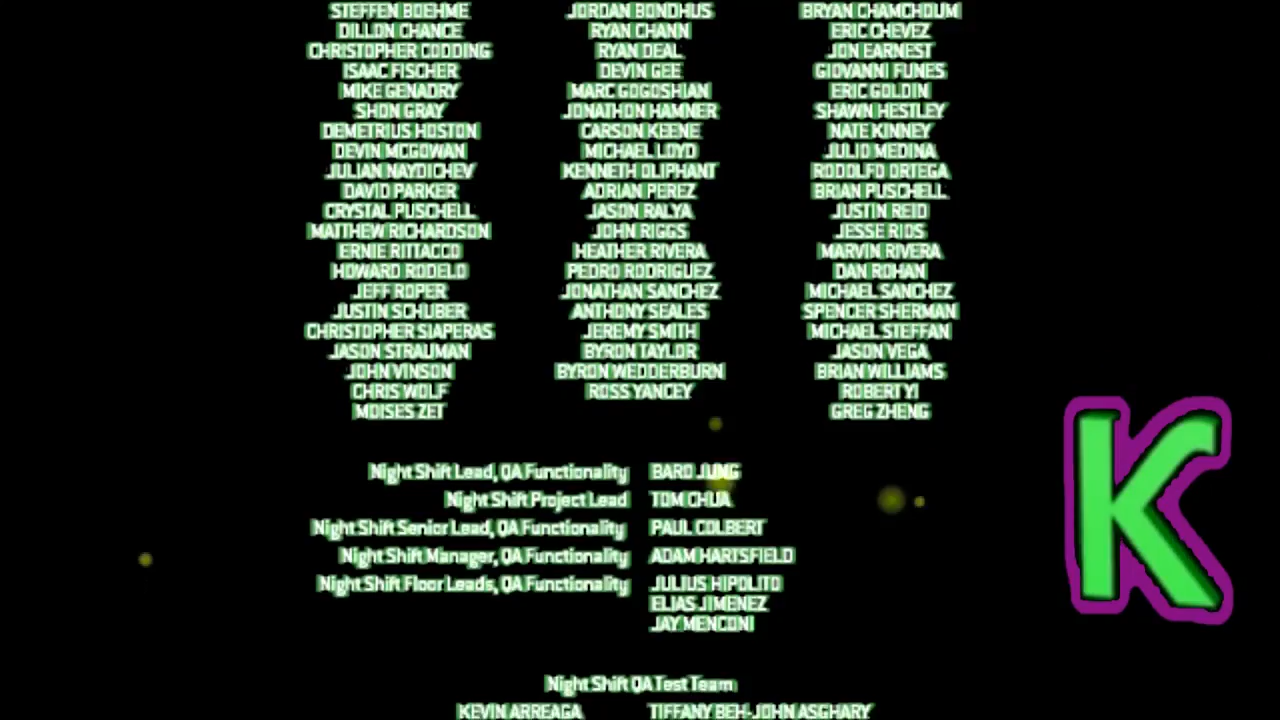 STEFFEN BOEHME JORDAN BONDHUS BRYAN CHAMCHOUM
DILLON CHANCE RYAN CHANN ERIC CHEVEZ
CHRISTOPHER CODDING RYAN DEAL JON EARNEST
ISAAC FISCHER DEVIN GEE GIOVANNI FUNES
MIKE GENADRY MARC GOGOSHIAN ERIC GOLDIN
SHON GRAY JONATHON HAMNER SHAWN HESTLEY
DEMETRIUS HOSTON CARSON KEENE NATE KINNEY
DEVIN MCGOWAN MICHAEL LOYD JULIO MEDINA
JULIAN NAYDICHEV KENNETH OLIPHANT RODOLFO ORTEGA
DAVID PARKER ADRIAN PEREZ BRIAN PUSCHELL
CRYSTAL PUSCHELL JASON RALYA JUSTIN REID
MATTHEW RICHARDSON JOHN RIGGS JESSE RIOS
ERNIE RITTACCO HEATHER RIVERA MARVIN RIVERA
HOWARD RODELO PEDRO RODRIGUEZ DAN ROHAN
JEFF ROPER JONATHAN SANCHEZ MICHAEL SANCHEZ
JUSTIN SCHUBER ANTHONY SEALES SPENCER SHERMAN
CHRISTOPHER SIAPERAS JEREMY SMITH MICHAEL STEFFAN
JASON STRAUMAN BYRON TAYLOR JASON VEGA
JOHN VINSON BYRON WEDDERBURN BRIAN WILLIAMS
CHRIS WOLF ROSS YANCEY ROBERT YI
MOISES ZET GREG ZHENG
Night Shift Lead, QA Functionality BARO JUNG
Night Shift Project Lead TOM CHUA
Night Shift Senior Lead, QA Functionality PAUL COLBERT
Night Shift Manager, QA Functionality ADAM HARTSFIELD
Night Shift Floor Leads, QA Functionality JULIUS HIPOLITO
ELIAS JIMENEZ
JAY MENCONI
K
Night Shift QA Test Team
KEVIN ARREAGA TIFFANY BEH-JOHN ASGHARY